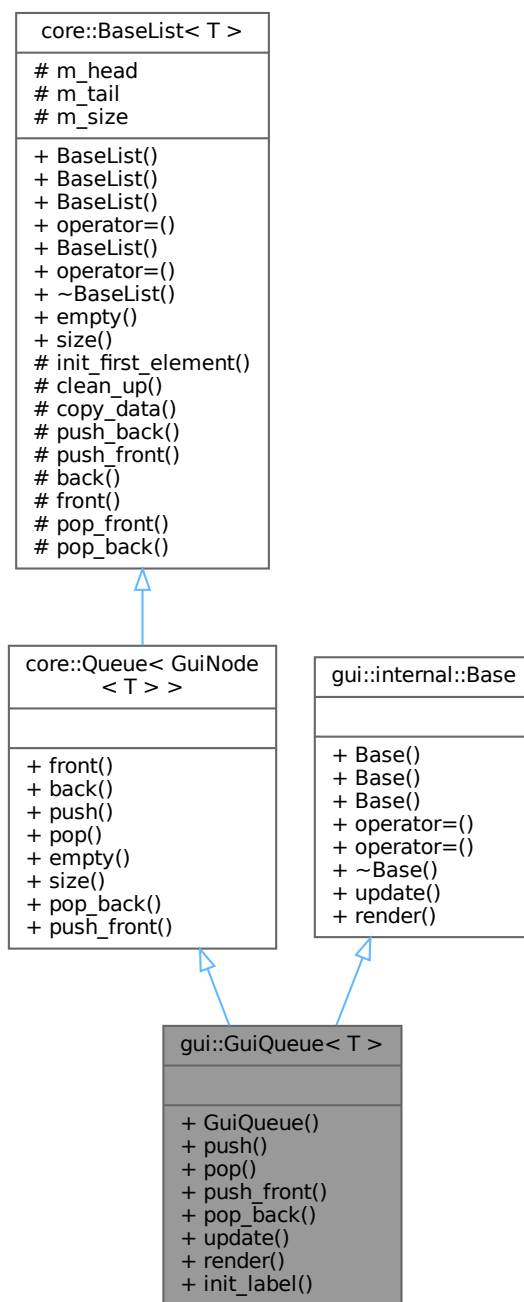 core::BaseList< T >
# m_head
# m_tail
# m_size
+ BaseList()
+ BaseList()
+ BaseList()
+ operator=()
+ BaseList()
+ operator=()
+ ~BaseList()
+ empty()
+ size()
# init_first_element()
# clean_up()
# copy_data()
# push_back()
# push_front()
# back()
# front()
# pop_front()
# pop_back()
core::Queue< GuiNode
< T > >
+ front()
+ back()
+ push()
+ pop()
+ empty()
+ size()
+ pop_back()
+ push_front()
gui::internal::Base
+ Base()
+ Base()
+ Base()
+ operator=()
+ operator=()
+ ~Base()
+ update()
+ render()
gui::GuiQueue< T >
+ GuiQueue()
+ push()
+ pop()
+ push_front()
+ pop_back()
+ update()
+ render()
+ init_label()